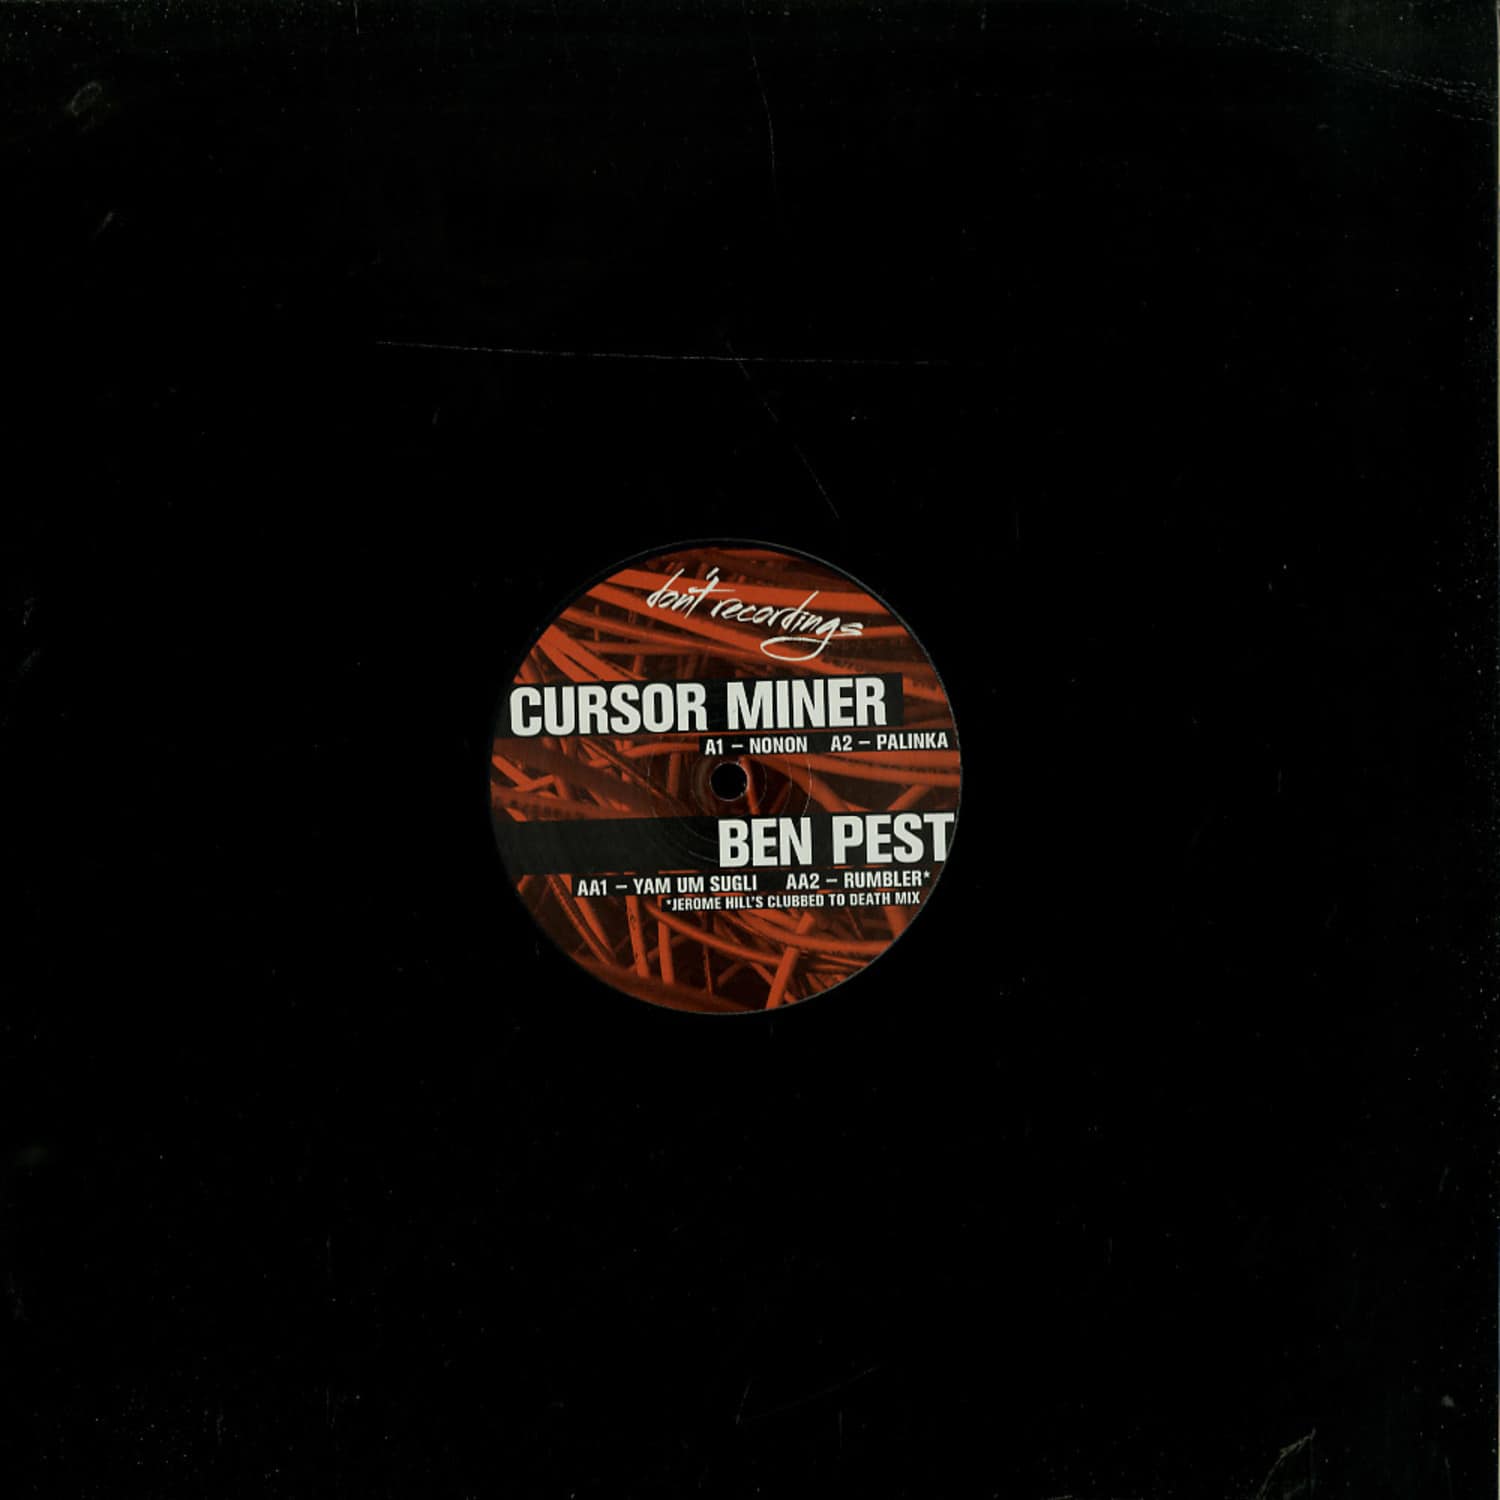 don't recordings
CURSOR MINER
A1 – NONON A2 – PALINKA
BEN PEST
AA1 – YAM UM SUGLI AA2 – RUMBLER*
*JEROME HILL'S CLUBBED TO DEATH MIX